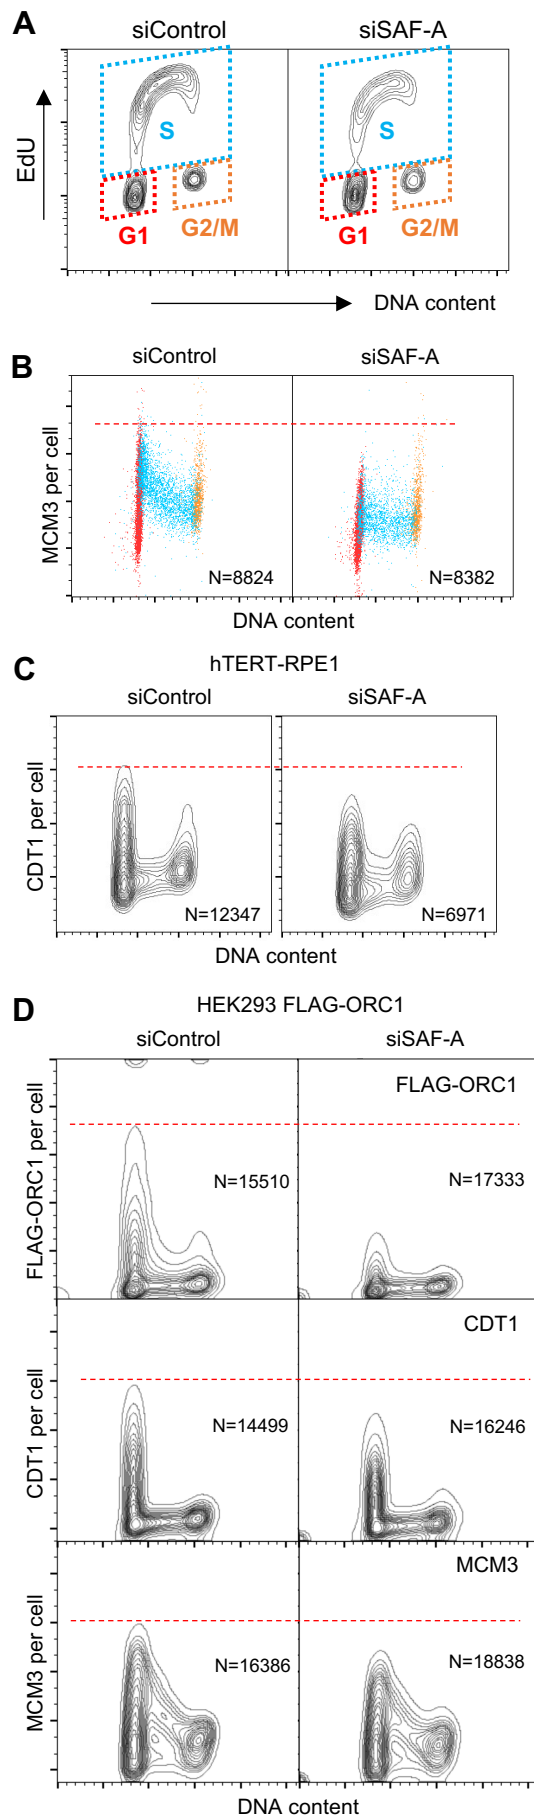 A
siControl
siSAF-A
EdU
S
S
G1
G2/M
G1
G2/M
DNA content
B
siControl
siSAF-A
MCM3 per cell
N=8824
N=8382
DNA content
C
hTERT-RPE1
siControl
siSAF-A
CDT1 per cell
N=12347
N=6971
DNA content
D
HEK293 FLAG-ORC1
siControl
siSAF-A
FLAG-ORC1 per cell
FLAG-ORC1
N=15510
N=17333
CDT1 per cell
CDT1
N=14499
N=16246
MCM3 per cell
MCM3
N=16386
N=18838
DNA content